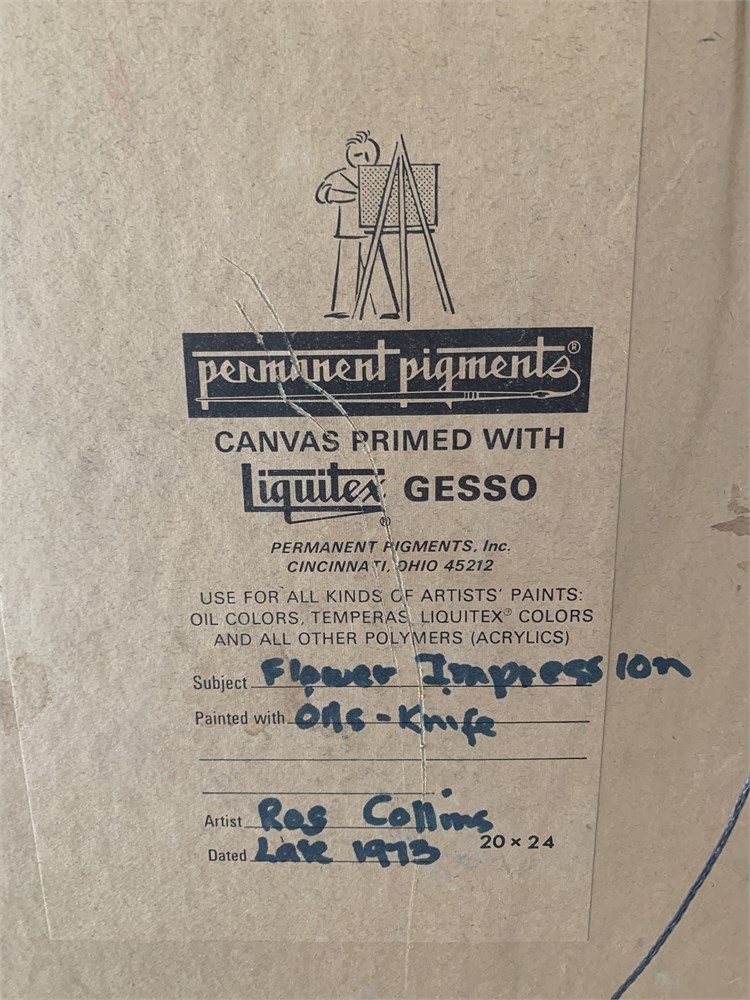 permanent pigments®
CANVAS PRIMED WITH
Liquitex® GESSO
PERMANENT PIGMENTS, Inc.
CINCINNATI, OHIO 45212
USE FOR ALL KINDS OF ARTISTS' PAINTS:
OIL COLORS, TEMPERAS, LIQUITEX® COLORS
AND ALL OTHER POLYMERS (ACRYLICS)
Subject Flower Impression
Painted with Oils - Knife
Artist Ros Collins
Dated Late 1973 20 × 24